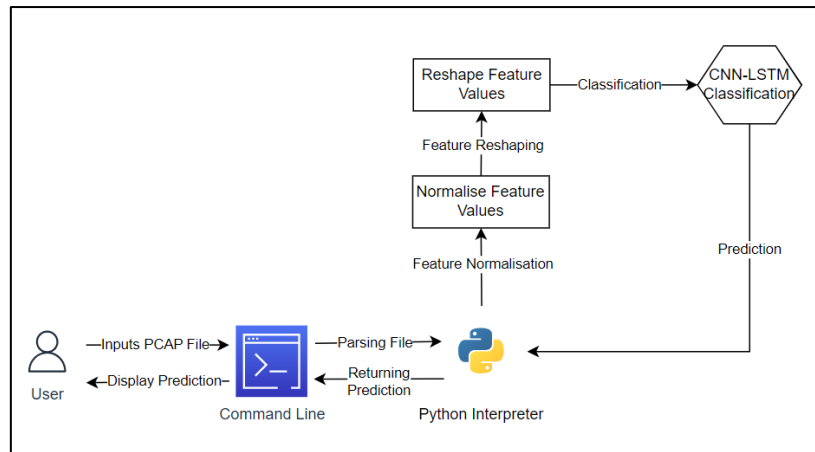 Reshape Feature
Values
Classification
CNN-LSTM
Classification
Feature Reshaping
Normalise Feature
Values
Feature Normalisation
Prediction
Inputs PCAP File
Parsing File
Display Prediction
Returning
Prediction
User
Command Line
Python Interpreter